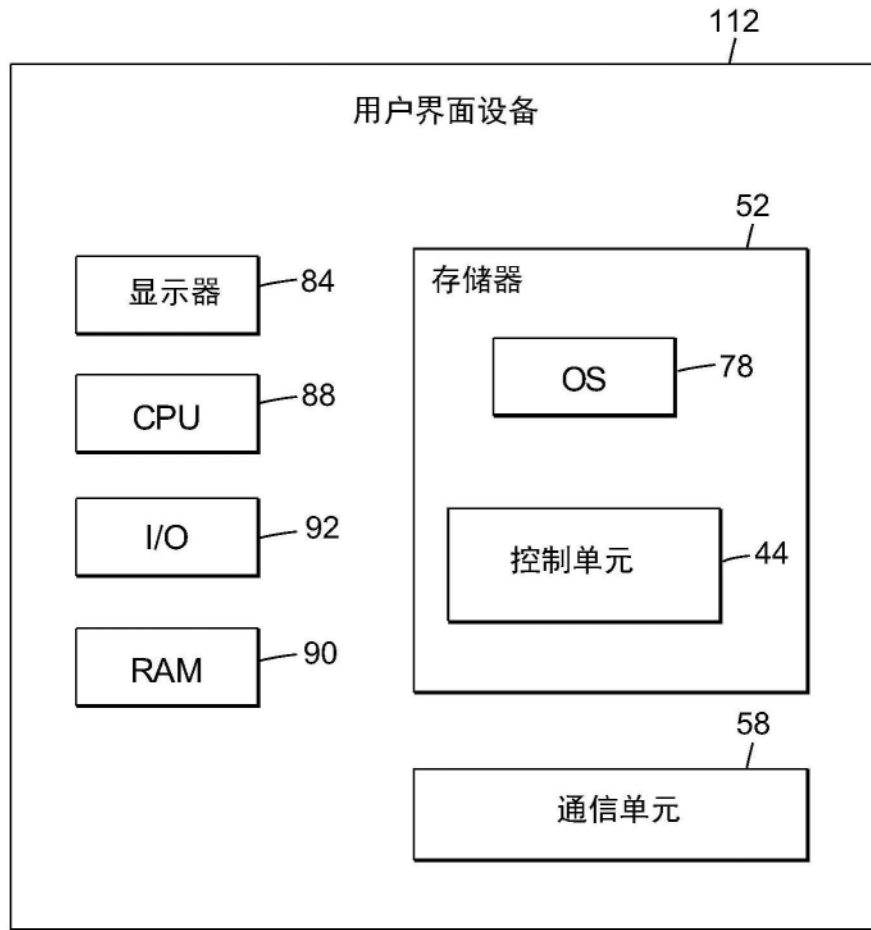 112
用户界面设备
52
显示器
84
存储器
OS
78
CPU
88
I/O
92
控制单元
44
RAM
90
58
通信单元